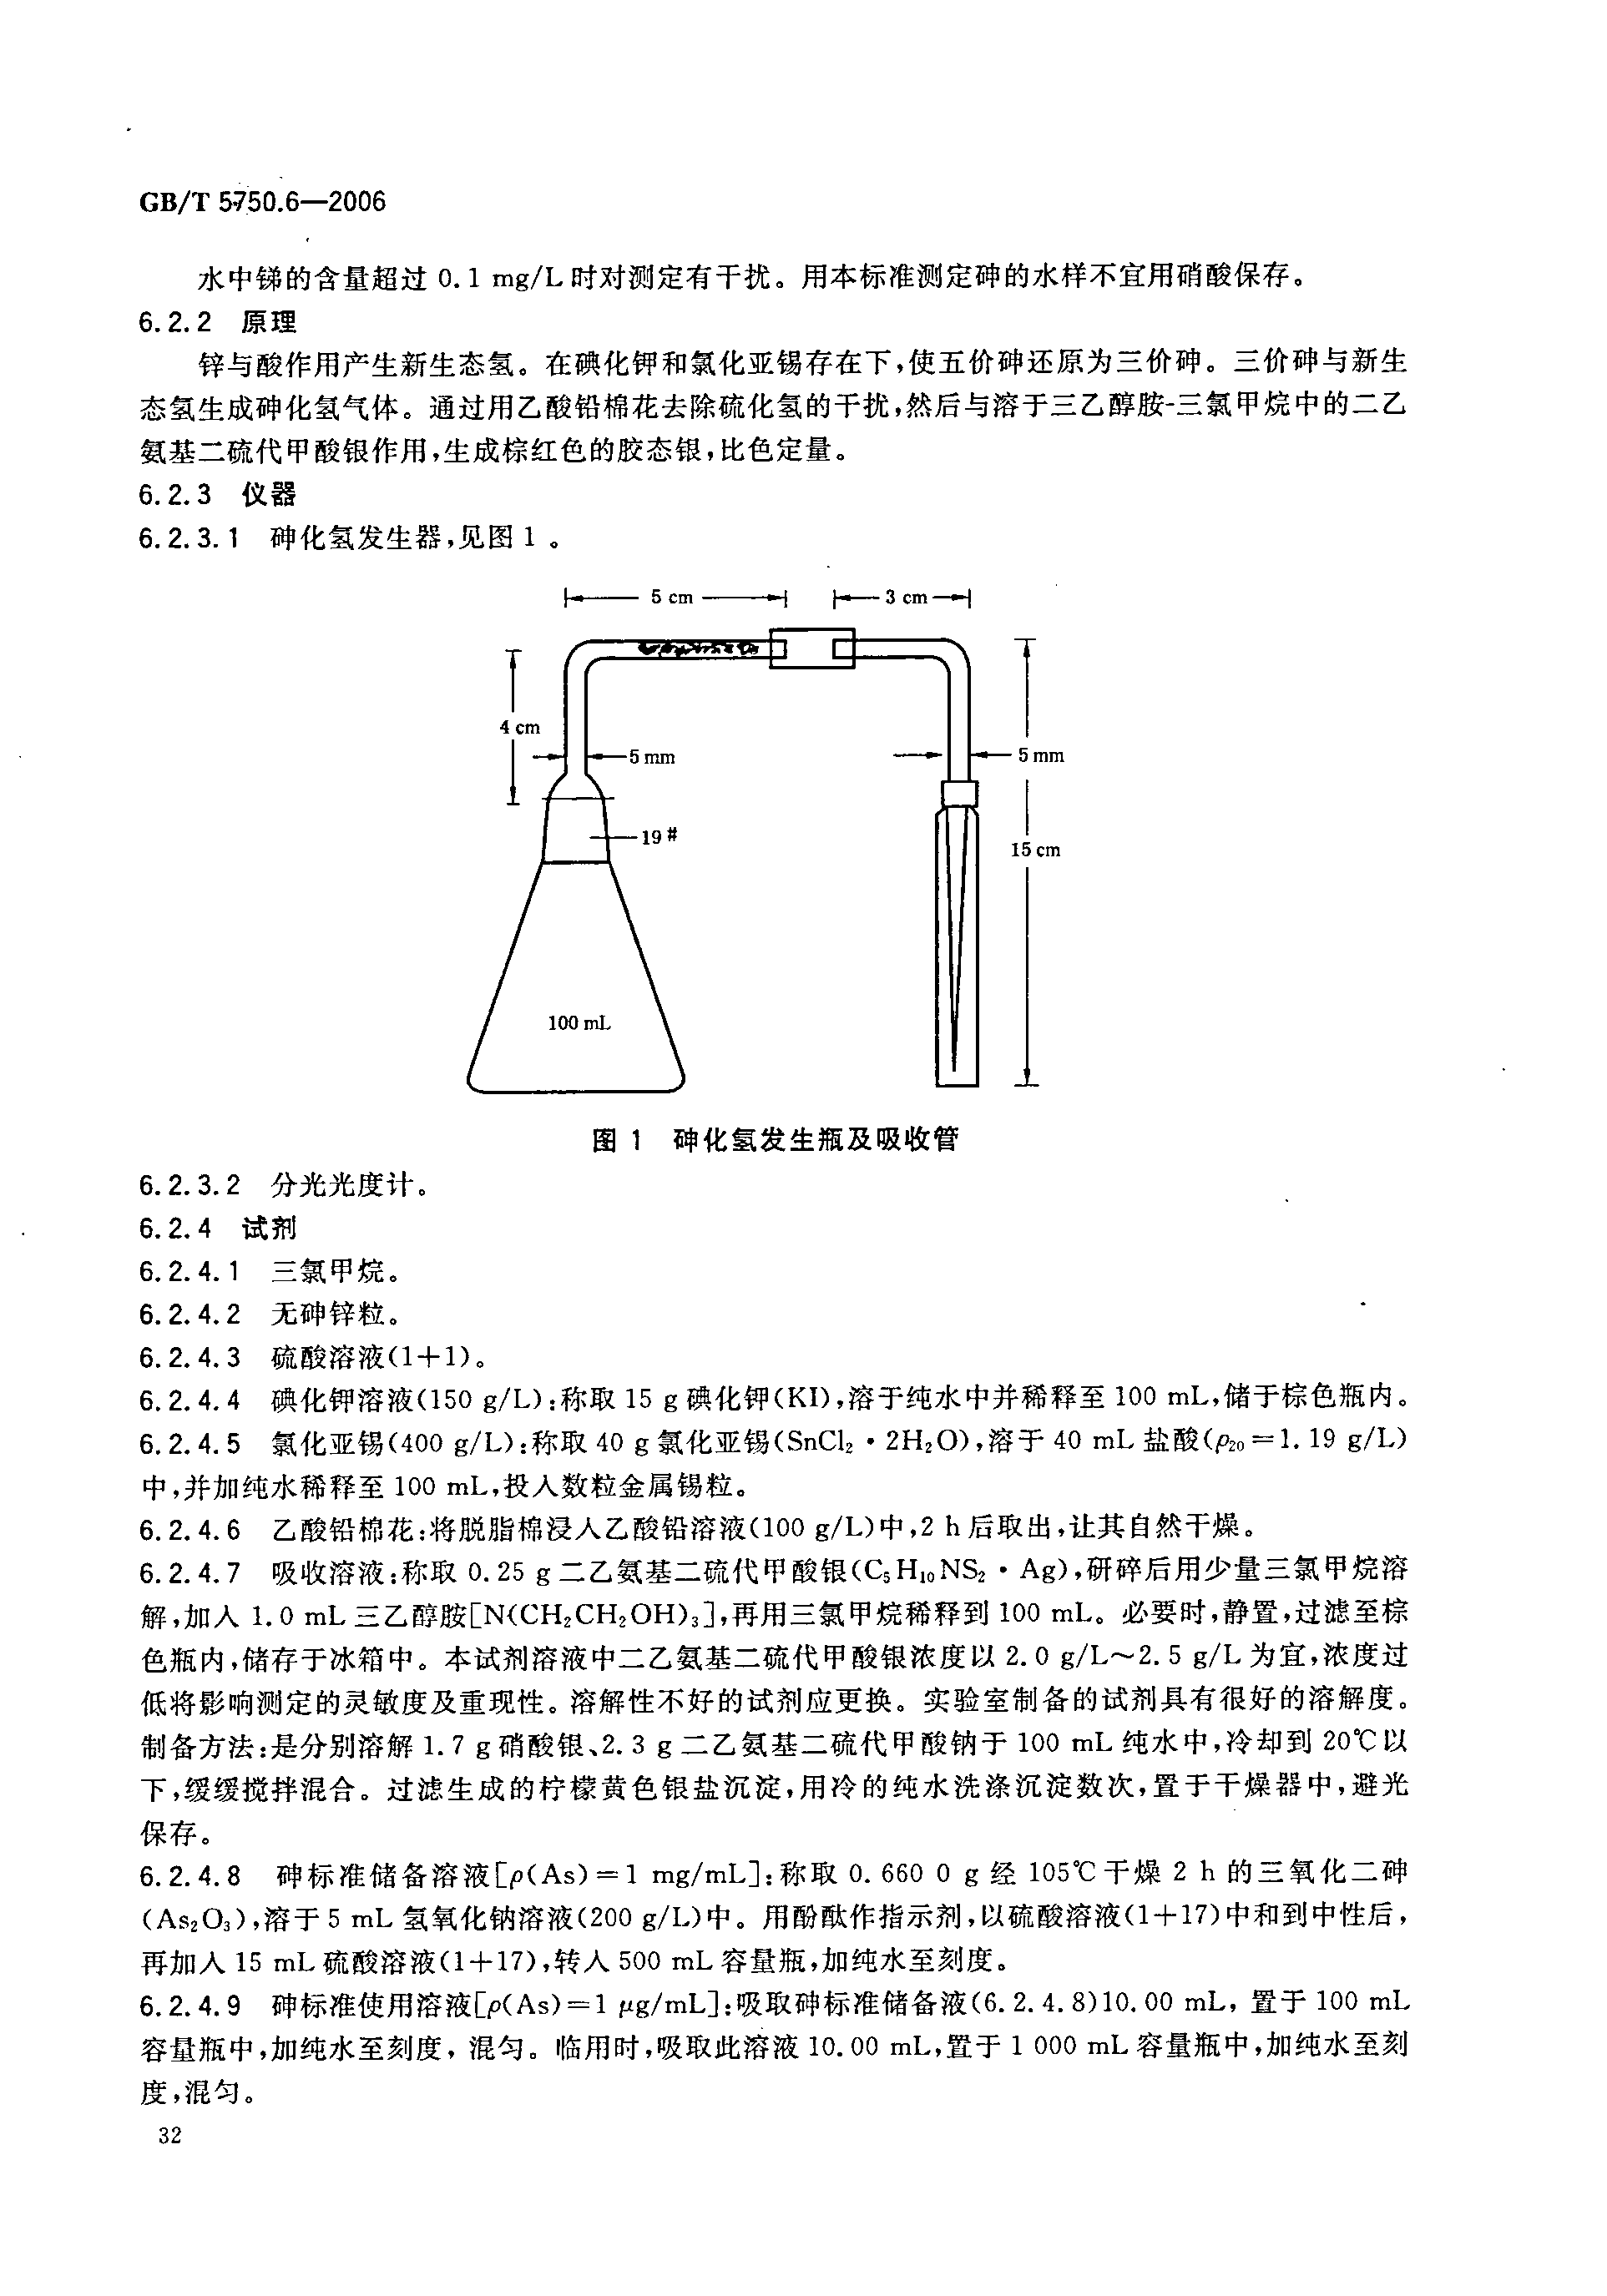 GB/T 5750.6—2006
水中锑的含量超过 0.1 mg/L 时对测定有干扰。用本标准测定砷的水样不宜用硝酸保存。
6.2.2 原理
锌与酸作用产生新生态氢。在碘化钾和氯化亚锡存在下,使五价砷还原为三价砷。三价砷与新生
态氢生成砷化氢气体。通过用乙酸铅棉花去除硫化氢的干扰,然后与溶于三乙醇胺-三氯甲烷中的二乙
氨基二硫代甲酸银作用,生成棕红色的胶态银,比色定量。
6.2.3 仪器
6.2.3.1 砷化氢发生器,见图 1 。
5 cm
3 cm
4 cm
5 mm
5 mm
19 #
15 cm
100 mL
图 1 砷化氢发生瓶及吸收管
6.2.3.2 分光光度计。
6.2.4 试剂
6.2.4.1 三氯甲烷。
6.2.4.2 无砷锌粒。
6.2.4.3 硫酸溶液(1+1)。
6.2.4.4 碘化钾溶液(150 g/L):称取 15 g 碘化钾(KI),溶于纯水中并稀释至 100 mL,储于棕色瓶内。
6.2.4.5 氯化亚锡(400 g/L):称取 40 g 氯化亚锡(SnCl₂・2H₂O),溶于 40 mL 盐酸(ρ₂₀=1.19 g/L)
中,并加纯水稀释至 100 mL,投入数粒金属锡粒。
6.2.4.6 乙酸铅棉花:将脱脂棉浸入乙酸铅溶液(100 g/L)中,2 h 后取出,让其自然干燥。
6.2.4.7 吸收溶液:称取 0.25 g 二乙氨基二硫代甲酸银(C₅H₁₀NS₂・Ag),研碎后用少量三氯甲烷溶
解,加入 1.0 mL 三乙醇胺[N(CH₂CH₂OH)₃],再用三氯甲烷稀释到 100 mL。必要时,静置,过滤至棕
色瓶内,储存于冰箱中。本试剂溶液中二乙氨基二硫代甲酸银浓度以 2.0 g/L~2.5 g/L 为宜,浓度过
低将影响测定的灵敏度及重现性。溶解性不好的试剂应更换。实验室制备的试剂具有很好的溶解度。
制备方法:是分别溶解 1.7 g 硝酸银、2.3 g 二乙氨基二硫代甲酸钠于 100 mL 纯水中,冷却到 20℃以
下,缓缓搅拌混合。过滤生成的柠檬黄色银盐沉淀,用冷的纯水洗涤沉淀数次,置于干燥器中,避光
保存。
6.2.4.8 砷标准储备溶液[ρ(As)=1 mg/mL]:称取 0.660 0 g 经 105℃干燥 2 h 的三氧化二砷
(As₂O₃),溶于 5 mL 氢氧化钠溶液(200 g/L)中。用酚酞作指示剂,以硫酸溶液(1+17)中和到中性后,
再加入 15 mL 硫酸溶液(1+17),转入 500 mL 容量瓶,加纯水至刻度。
6.2.4.9 砷标准使用溶液[ρ(As)=1 μg/mL]:吸取砷标准储备液(6.2.4.8)10.00 mL, 置于 100 mL
容量瓶中,加纯水至刻度, 混匀。临用时,吸取此溶液 10.00 mL,置于 1 000 mL 容量瓶中,加纯水至刻
度,混匀。
32